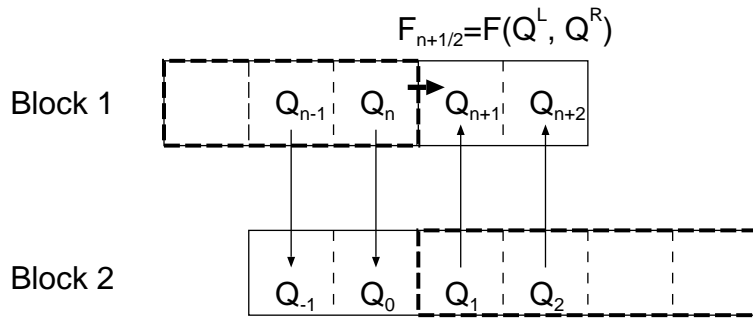 F_{n+1/2}=F(Q^L, Q^R)
Block 1 Q_{n-1} Q_n Q_{n+1} Q_{n+2}
Block 2 Q_{-1} Q_0 Q_1 Q_2